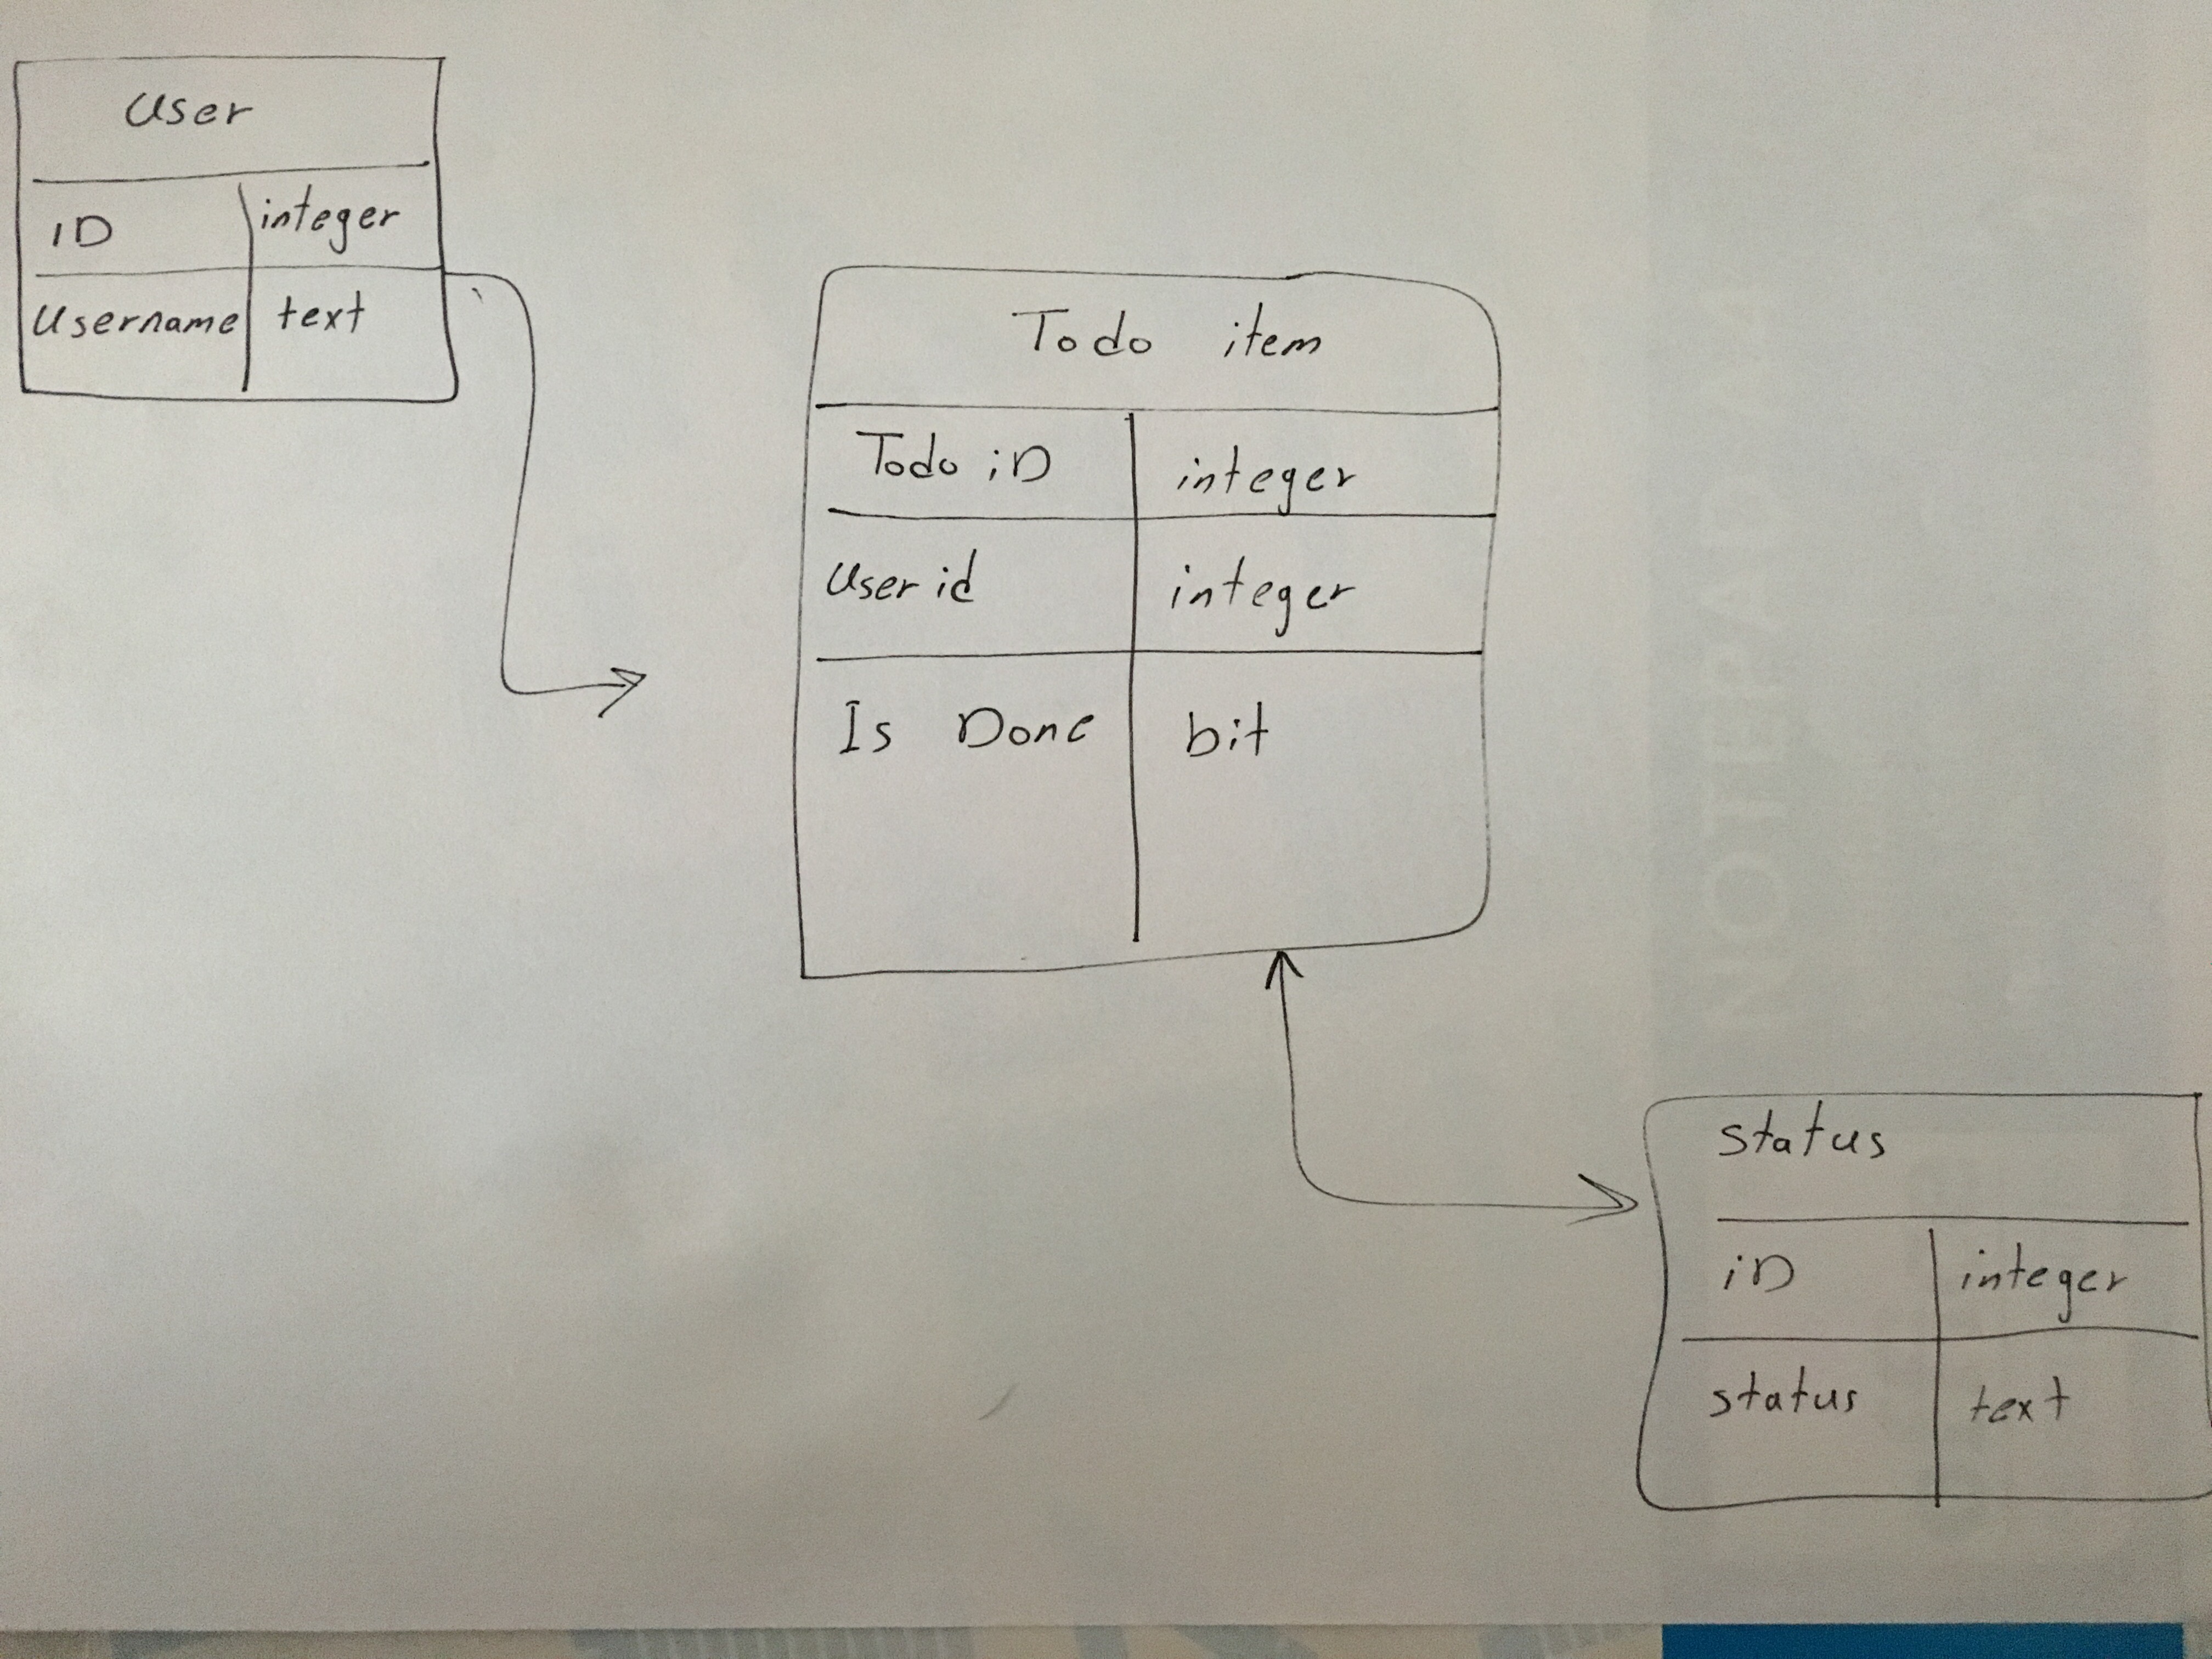 User
iD
integer
Username
text
Todo item
Todo iD
integer
User id
integer
Is Done
bit
status
iD
integer
status
text
NOTEPAD